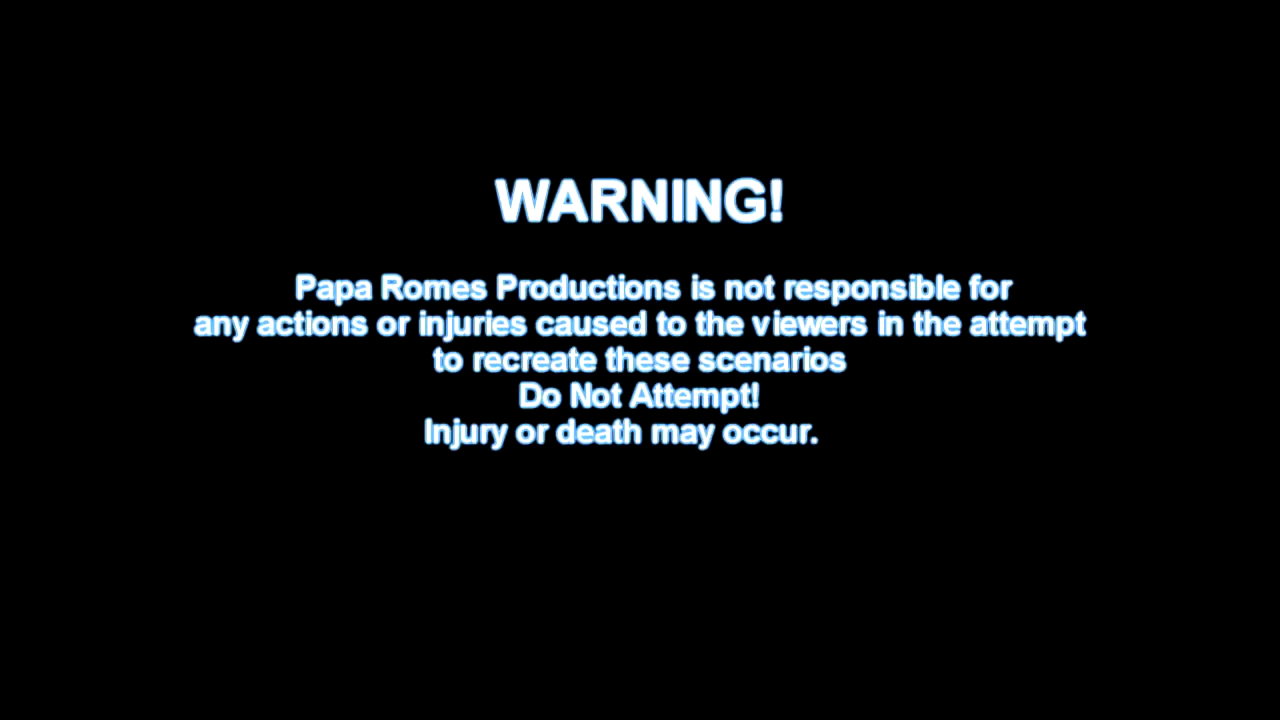 WARNING!
Papa Romes Productions is not responsible for
any actions or injuries caused to the viewers in the attempt
to recreate these scenarios
Do Not Attempt!
Injury or death may occur.